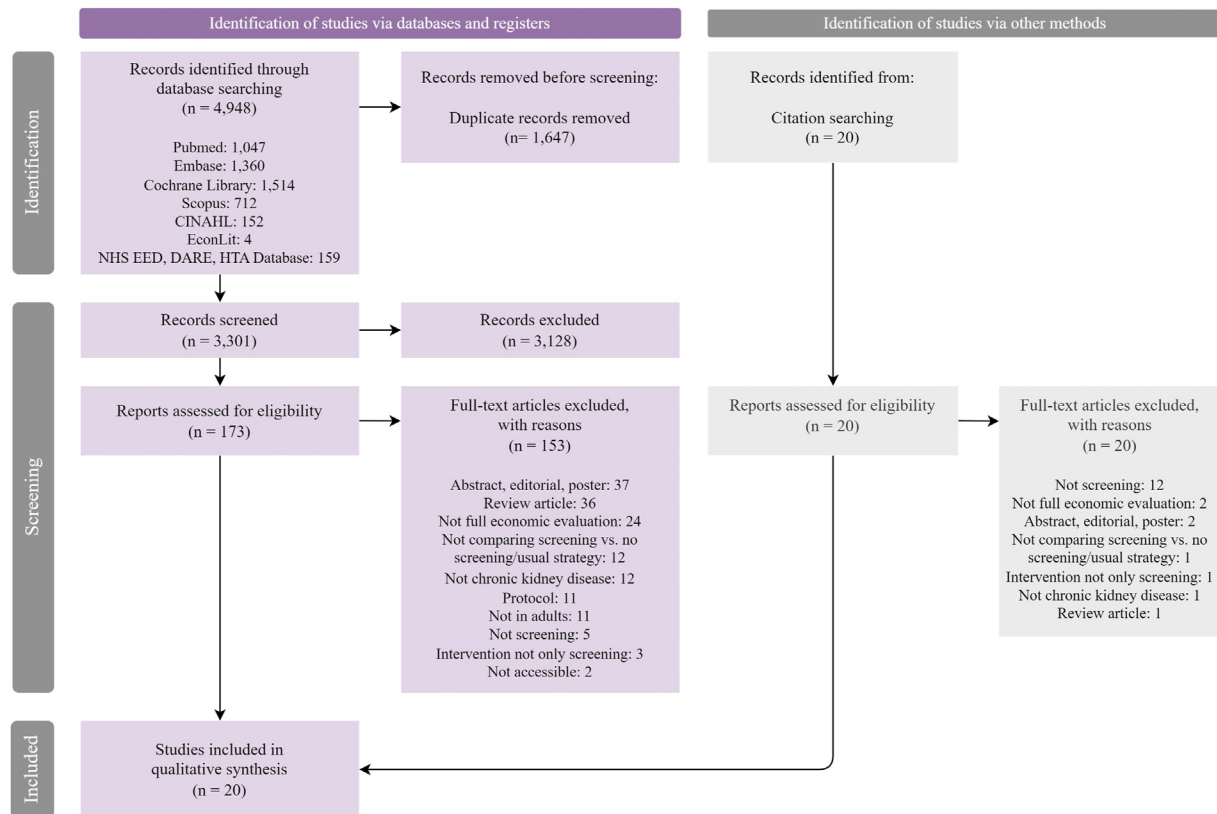 Identification of studies via databases and registers
Identification of studies via other methods
Identification
Records identified through
database searching
(n = 4,948)
Pubmed: 1,047
Embase: 1,360
Cochrane Library: 1,514
Scopus: 712
CINAHL: 152
EconLit: 4
NHS EED, DARE, HTA Database: 159
Records removed before screening:
Duplicate records removed
(n= 1,647)
Records identified from:
Citation searching
(n = 20)
Screening
Records screened
(n = 3,301)
Records excluded
(n = 3,128)
Reports assessed for eligibility
(n = 173)
Full-text articles excluded,
with reasons
(n = 153)
Abstract, editorial, poster: 37
Review article: 36
Not full economic evaluation: 24
Not comparing screening vs. no
screening/usual strategy: 12
Not chronic kidney disease: 12
Protocol: 11
Not in adults: 11
Not screening: 5
Intervention not only screening: 3
Not accessible: 2
Reports assessed for eligibility
(n = 20)
Full-text articles excluded,
with reasons
(n = 20)
Not screening: 12
Not full economic evaluation: 2
Abstract, editorial, poster: 2
Not comparing screening vs. no
screening/usual strategy: 1
Intervention not only screening: 1
Not chronic kidney disease: 1
Review article: 1
Included
Studies included in
qualitative synthesis
(n = 20)